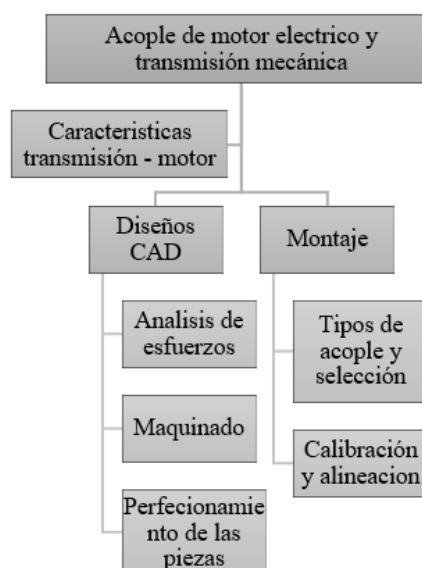 Acople de motor electrico y
transmisión mecánica
Caracteristicas
transmisión - motor
Diseños
CAD
Analisis de
esfuerzos
Maquinado
Perfecionamie
nto de las
piezas
Montaje
Tipos de
acople y
selección
Calibración
y alineacion